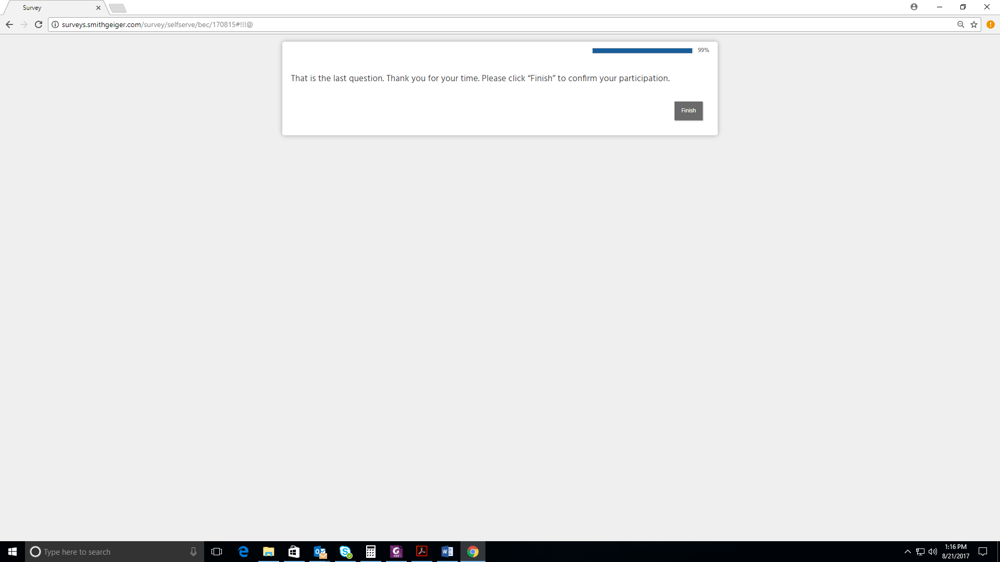 Survey
surveys.smithgeiger.com/survey/selfserve/bec/170815#!!!@
99%
That is the last question. Thank you for your time. Please click “Finish” to confirm your participation.
Finish
Type here to search
1:16 PM
8/21/2017